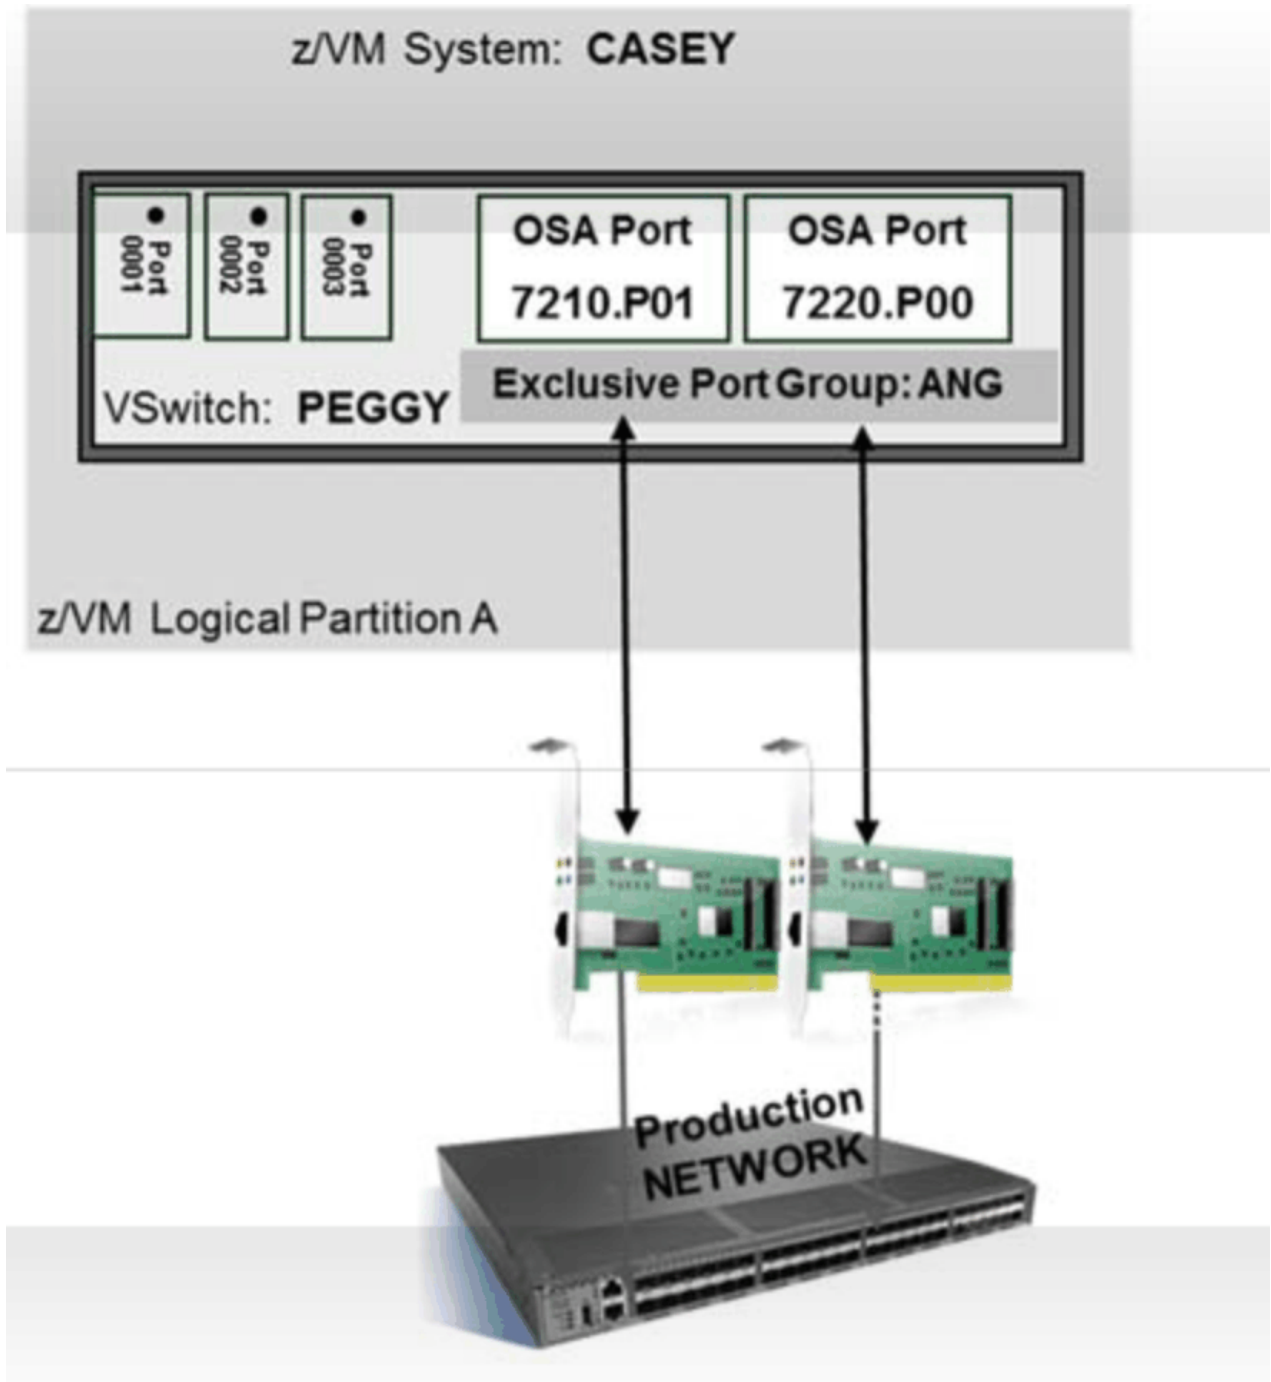 z/VM System: CASEY
Port 0001
Port 0002
Port 0003
OSA Port
7210.P01
OSA Port
7220.P00
VSwitch: PEGGY
Exclusive Port Group: ANG
z/VM Logical Partition A
Production
NETWORK